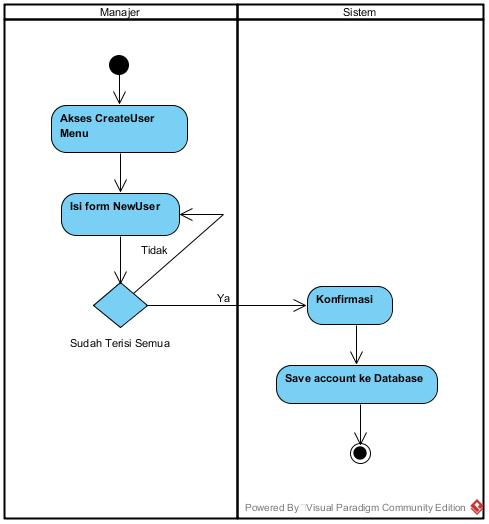 Manajer
Sistem
Akses CreateUser
Menu
Isi form NewUser
Tidak
Ya
Konfirmasi
Sudah Terisi Semua
Save account ke Database
Powered By Visual Paradigm Community Edition